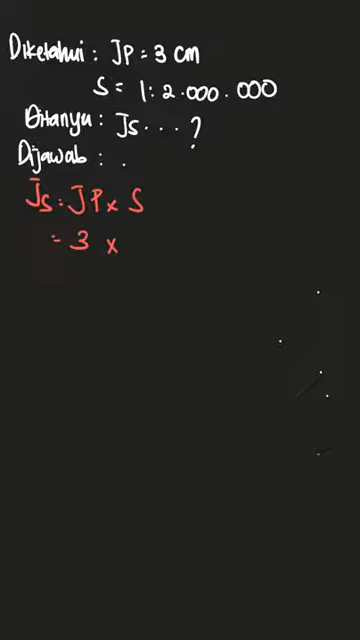 Diketahui : JP = 3 cm
S = 1 : 2.000.000
Ditanya : JS . . . ?
Dijawab : .
JS = JP x S
= 3 x